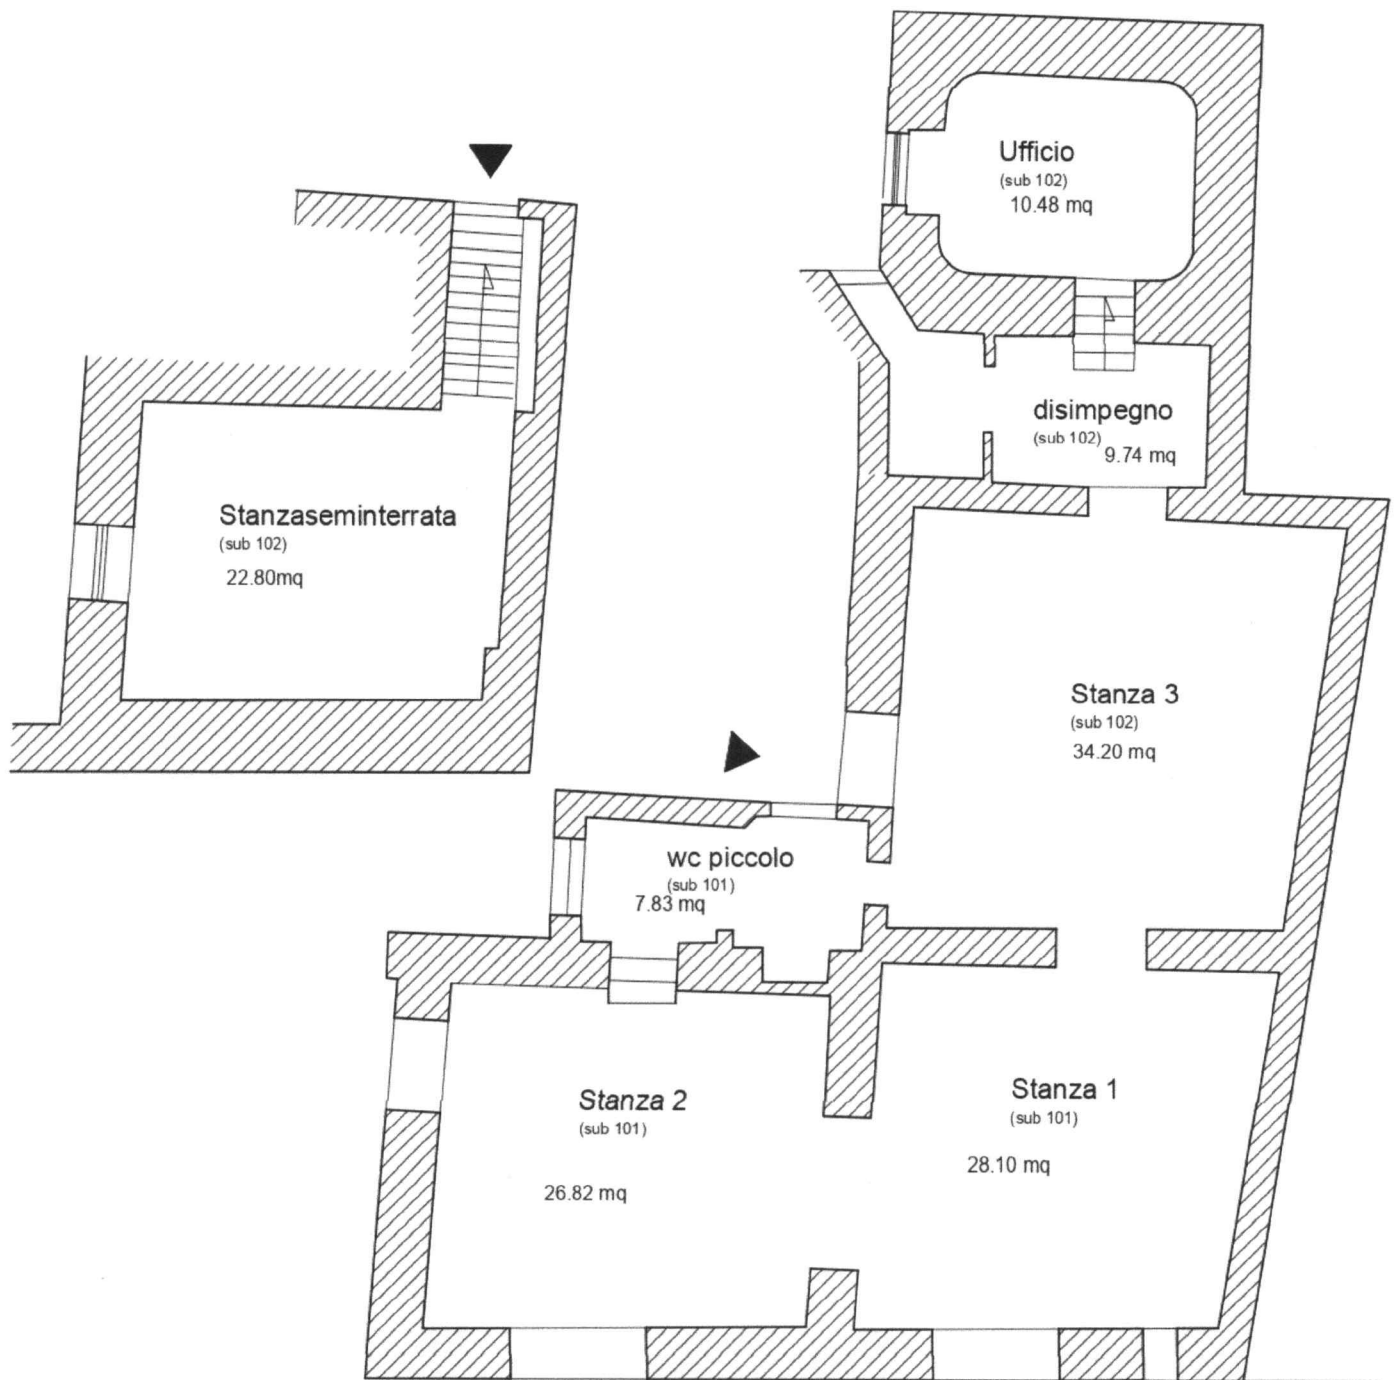 Ufficio
(sub 102)
10.48 mq
disimpegno
(sub 102)
9.74 mq
Stanzaseminterrata
(sub 102)
22.80mq
Stanza 3
(sub 102)
34.20 mq
wc piccolo
(sub 101)
7.83 mq
Stanza 2
(sub 101)
26.82 mq
Stanza 1
(sub 101)
28.10 mq